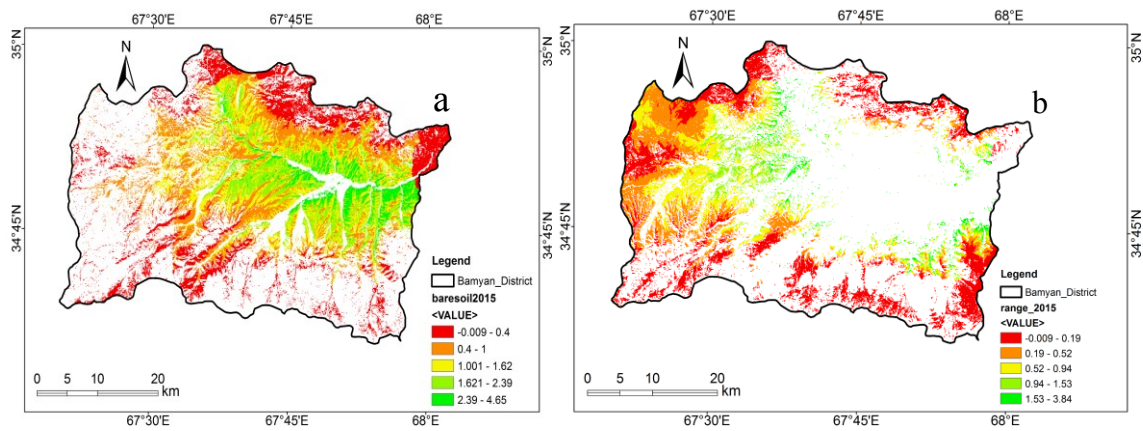 67°30'E 67°45'E 68°E
35°N
N
a
34°45'N
Legend
Bamyan_District
baresoil2015
<VALUE>
-0.009 - 0.4
0.4 - 1
1.001 - 1.62
1.621 - 2.39
2.39 - 4.65
0 5 10 20
km
67°30'E 67°45'E 68°E
67°30'E 67°45'E 68°E
35°N 35°N
N
b
34°45'N 34°45'N
Legend
Bamyan_District
range_2015
<VALUE>
-0.009 - 0.19
0.19 - 0.52
0.52 - 0.94
0.94 - 1.53
1.53 - 3.84
0 5 10 20
km
67°30'E 67°45'E 68°E